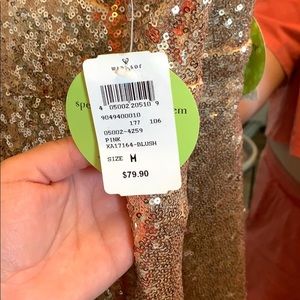 windsor
4 05002 20510 9
9049400010
177 106
05002-4259
PINK
XA17164-BLUSH
SIZE M
$79.90